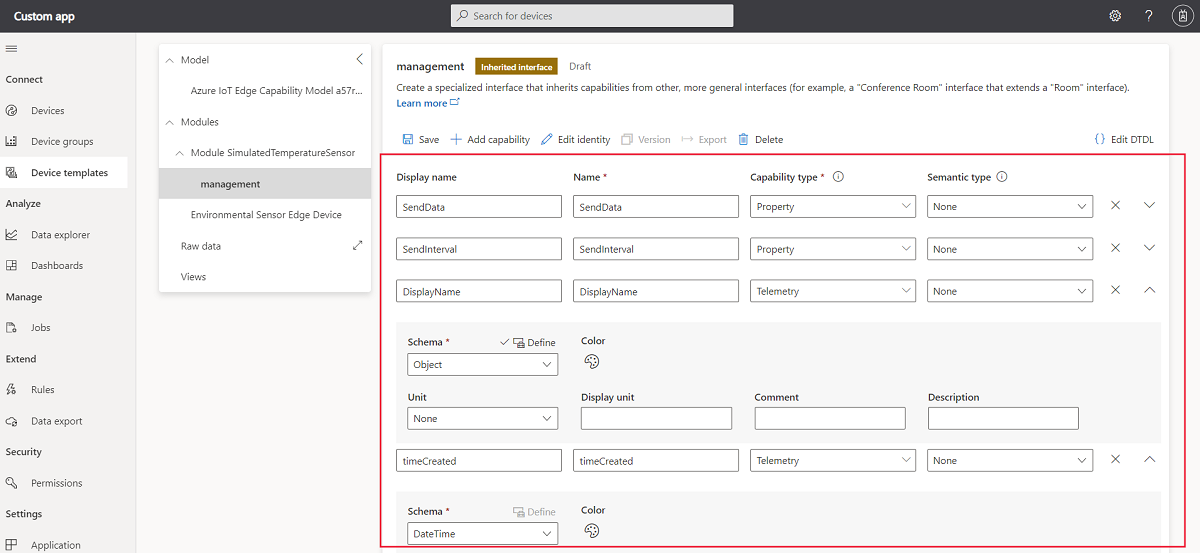 Custom app
Search for devices
Connect
Devices
Device groups
Device templates
Analyze
Data explorer
Dashboards
Manage
Jobs
Extend
Rules
Data export
Security
Permissions
Settings
Application
Model
Azure IoT Edge Capability Model a57r...
Modules
Module SimulatedTemperatureSensor
management
Environmental Sensor Edge Device
Raw data
Views
management Inherited interface Draft
Create a specialized interface that inherits capabilities from other, more general interfaces (for example, a "Conference Room" interface that extends a "Room" interface).
Learn more
Save Add capability Edit identity Version Export Delete {} Edit DTDL
Display name Name * Capability type * Semantic type
SendData SendData Property None
SendInterval SendInterval Property None
DisplayName DisplayName Telemetry None
Schema * Define Color
Object
Unit Display unit Comment Description
None
timeCreated timeCreated Telemetry None
Schema * Define Color
DateTime